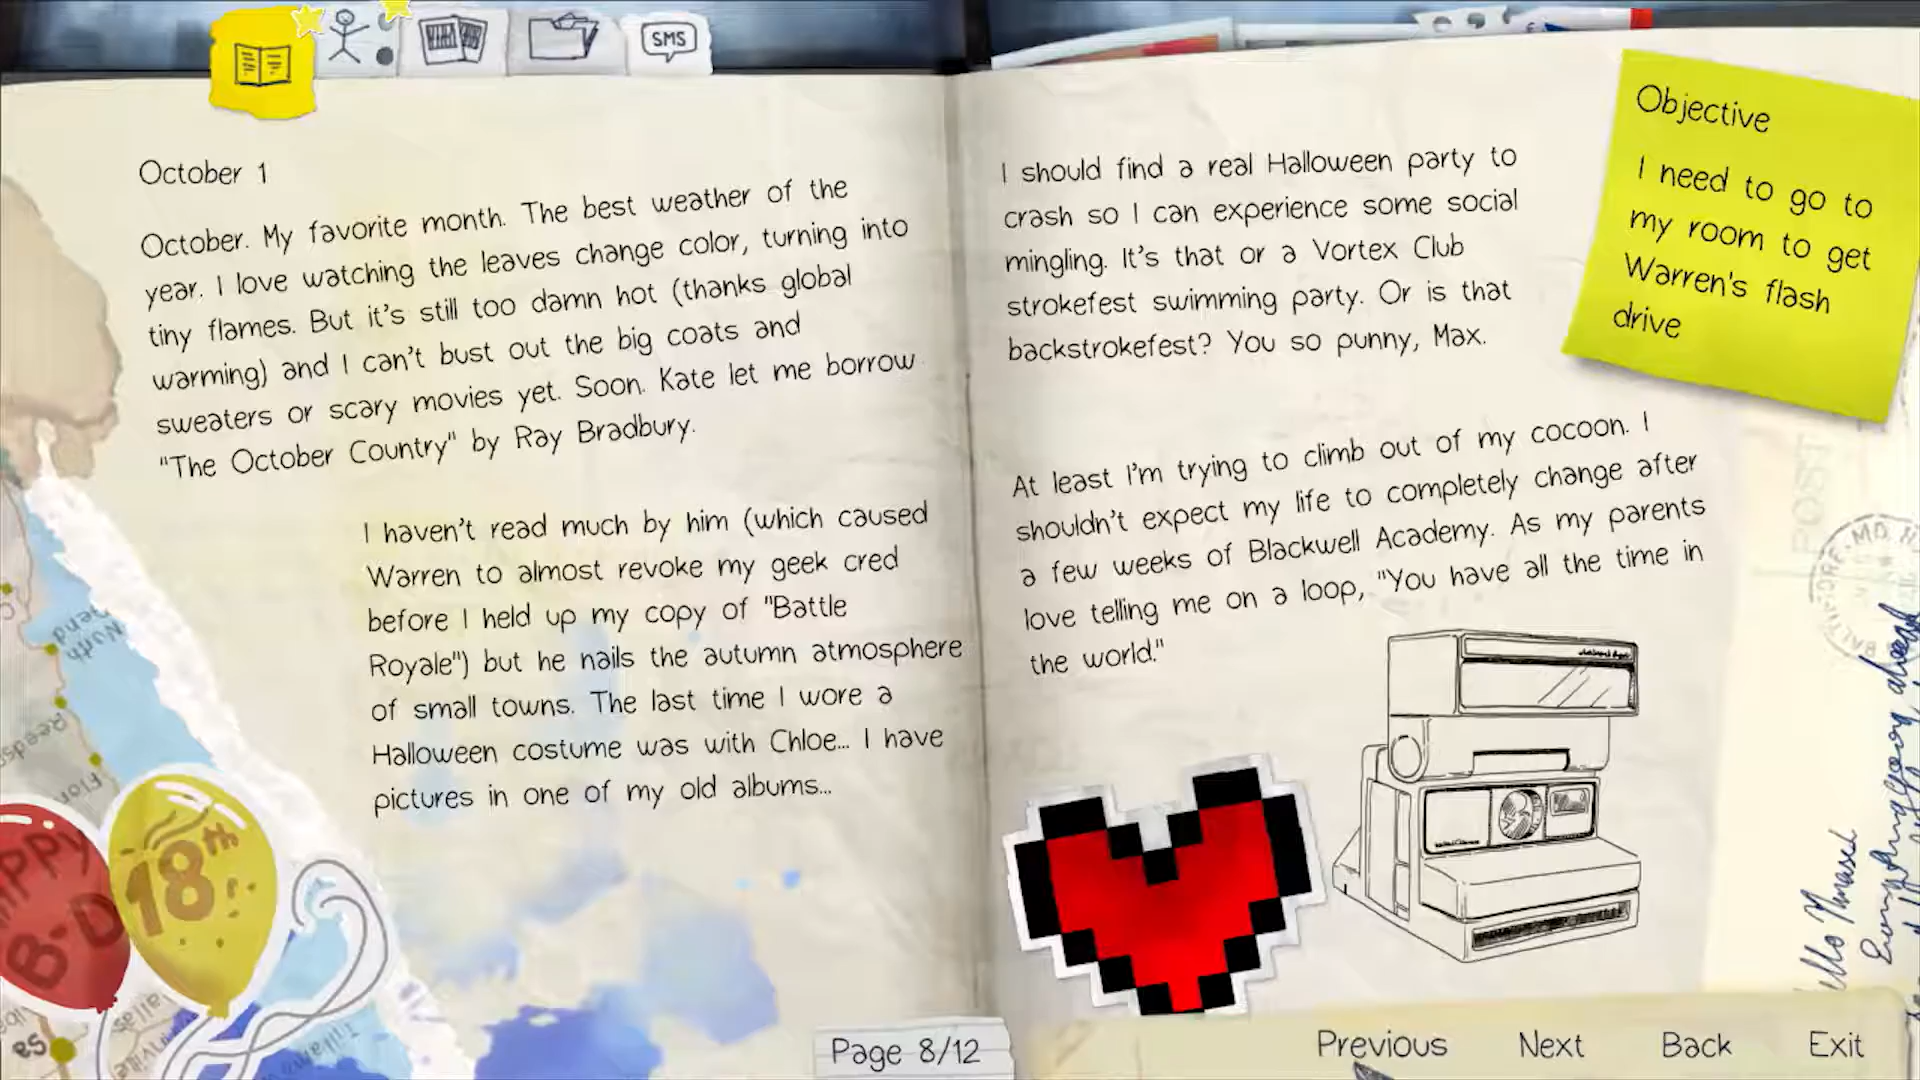 SMS
October 1
October. My favorite month. The best weather of the
year. I love watching the leaves change color, turning into
tiny flames. But it's still too damn hot (thanks global
warming) and I can't bust out the big coats and
sweaters or scary movies yet. Soon. Kate let me borrow
"The October Country" by Ray Bradbury.
I haven't read much by him (which caused
Warren to almost revoke my geek cred
before I held up my copy of "Battle
Royale") but he nails the autumn atmosphere
of small towns. The last time I wore a
Halloween costume was with Chloe... I have
pictures in one of my old albums...
I should find a real Halloween party to
crash so I can experience some social
mingling. It's that or a Vortex Club
strokefest swimming party. Or is that
backstrokefest? You so punny, Max.
At least I'm trying to climb out of my cocoon. I
shouldn't expect my life to completely change after
a few weeks of Blackwell Academy. As my parents
love telling me on a loop, "You have all the time in
the world."
Objective
I need to go to
my room to get
Warren's flash
drive
POST
North
B-D
18th
Page 8/12
Previous Next Back Exit